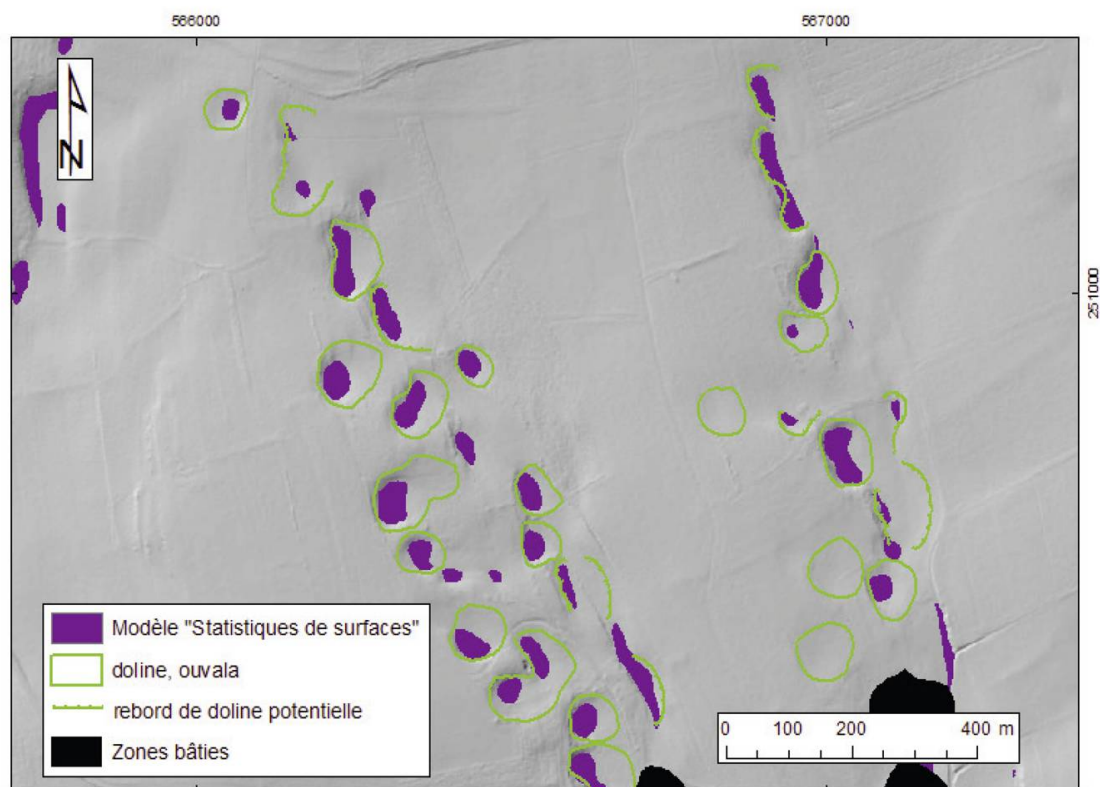 566000 567000
251000
N
Modèle "Statistiques de surfaces"
doline, ouvala
rebord de doline potentielle
Zones bâties
0 100 200 400 m